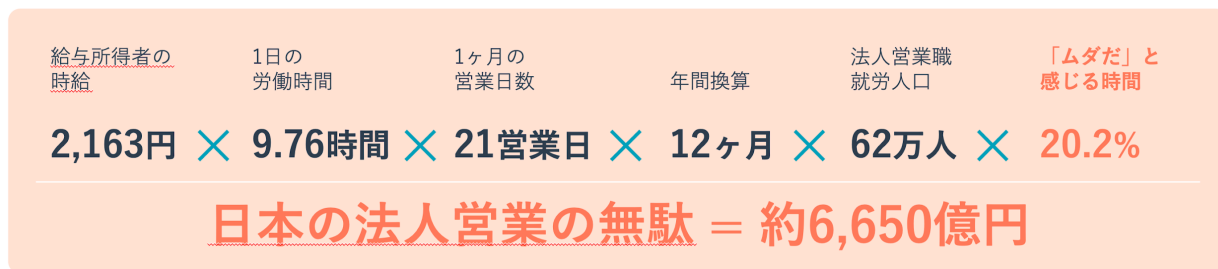 給与所得者の
時給
1日の
労働時間
1ヶ月の
営業日数
年間換算
法人営業職
就労人口
「ムダだ」と
感じる時間
2,163円 × 9.76時間 × 21営業日 × 12ヶ月 × 62万人 × 20.2%
日本の法人営業の無駄 = 約6,650億円